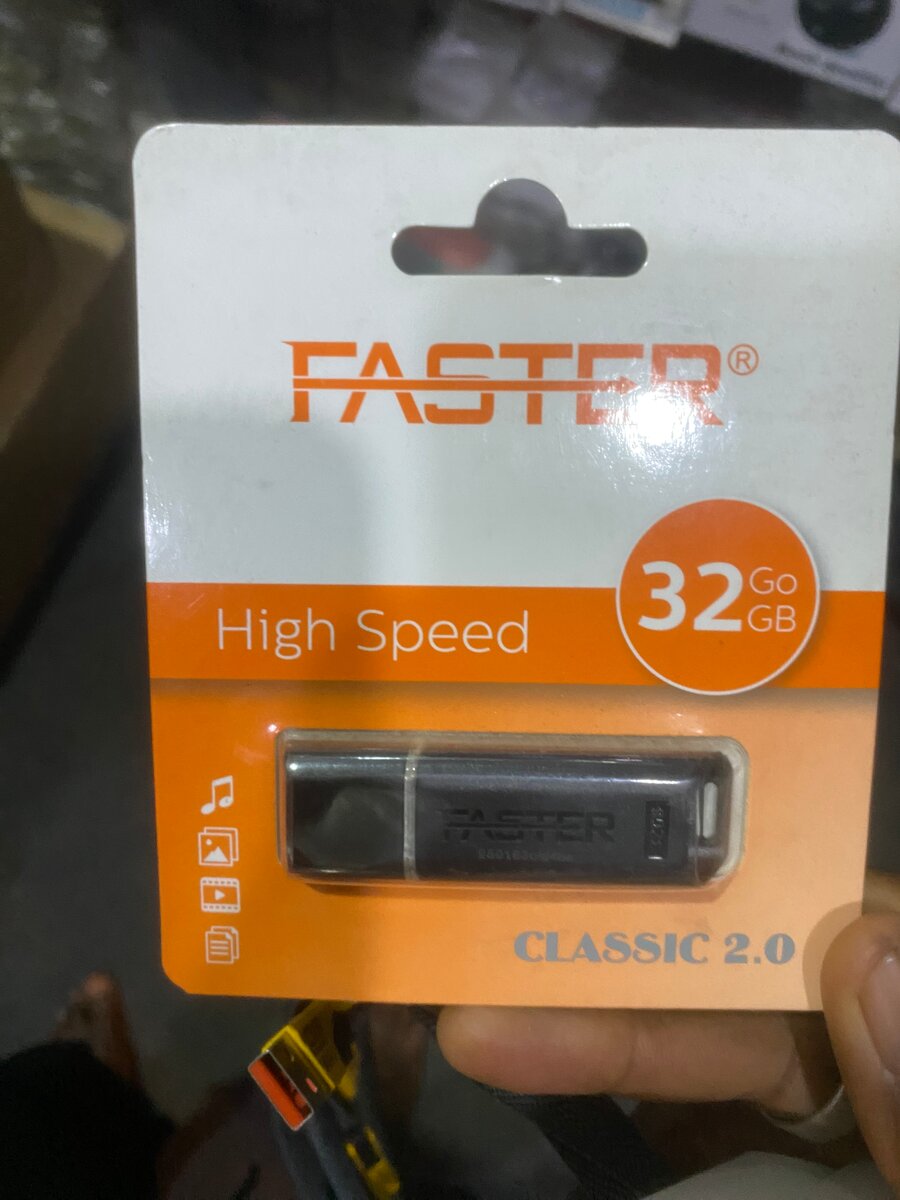 FASTER®
High Speed
32 Go
GB
FASTER
CLASSIC 2.0